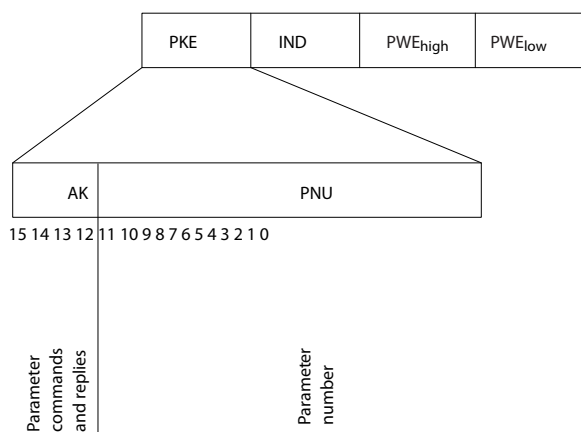 PKE IND PWEhigh PWElow
AK PNU
15 14 13 12 11 10 9 8 7 6 5 4 3 2 1 0
Parameter
commands
and replies
Parameter
number